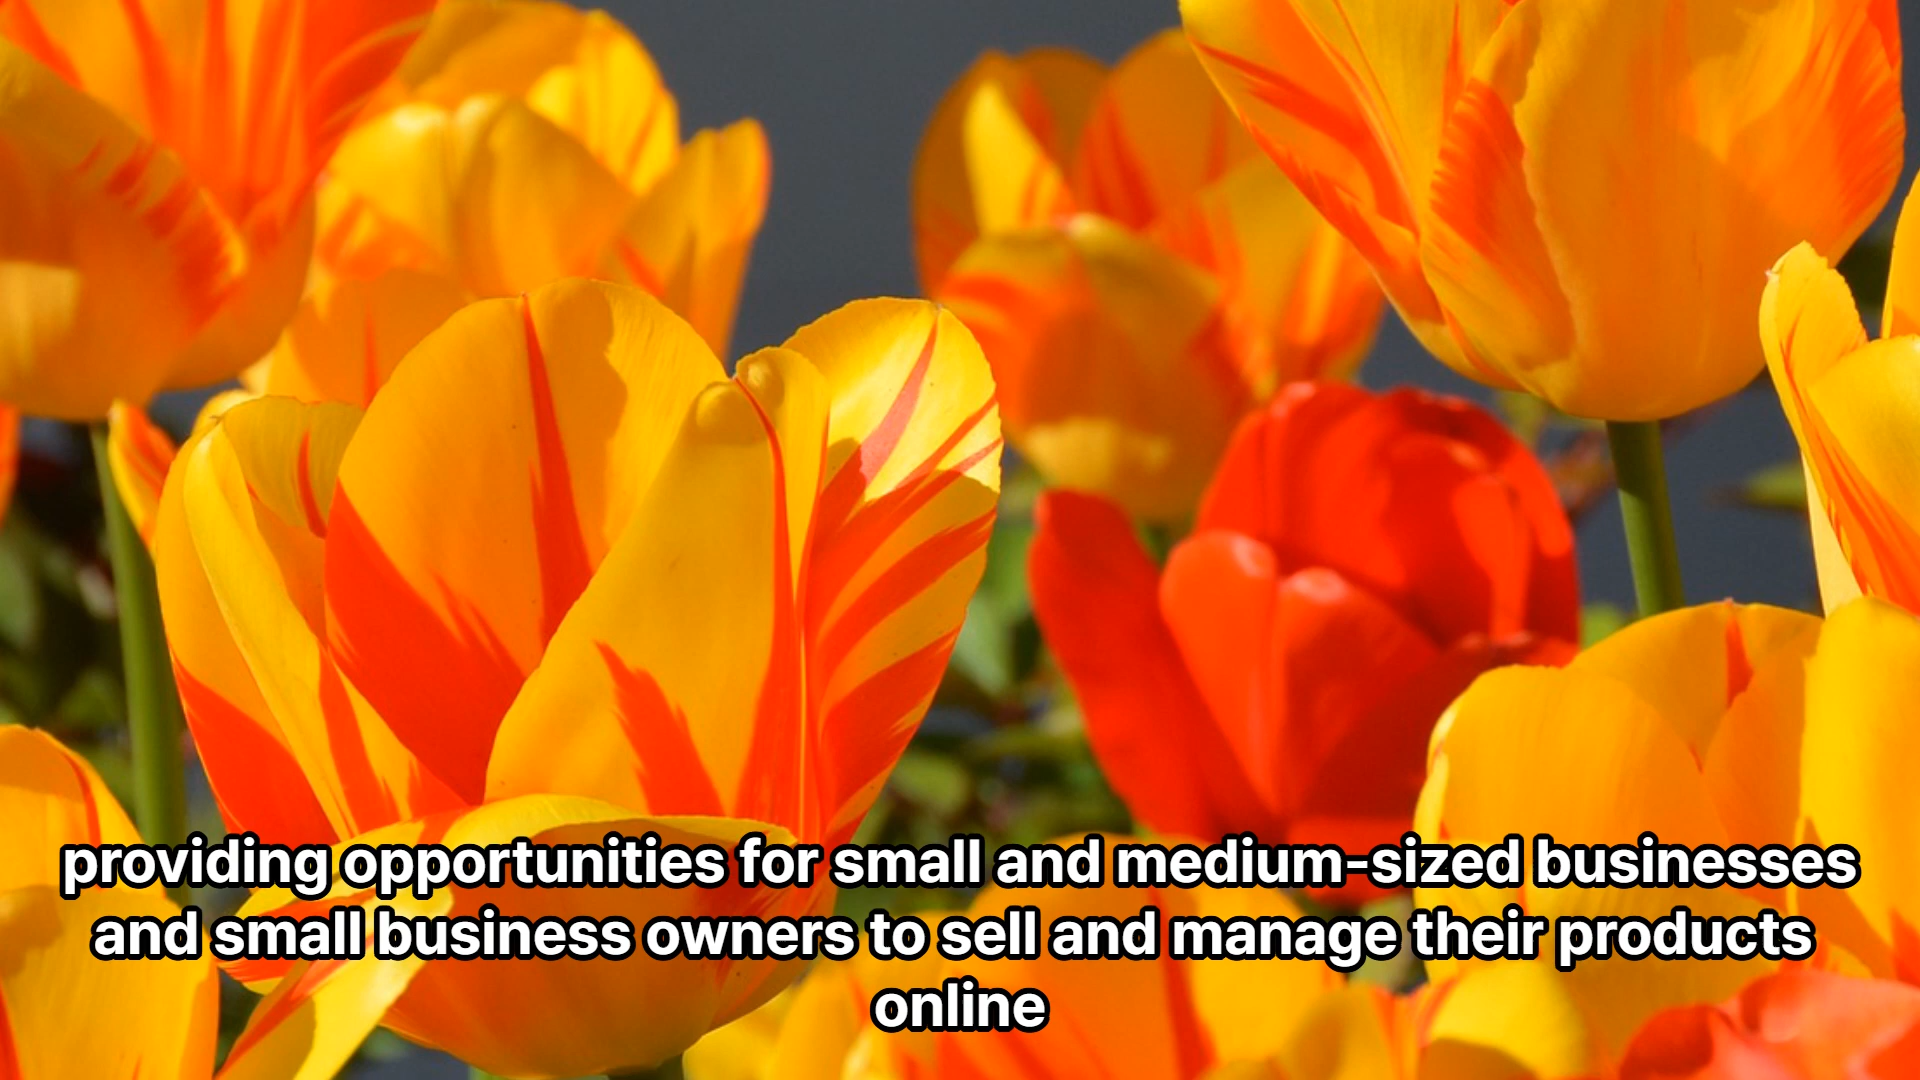 providing opportunities for small and medium-sized businesses
and small business owners to sell and manage their products
online